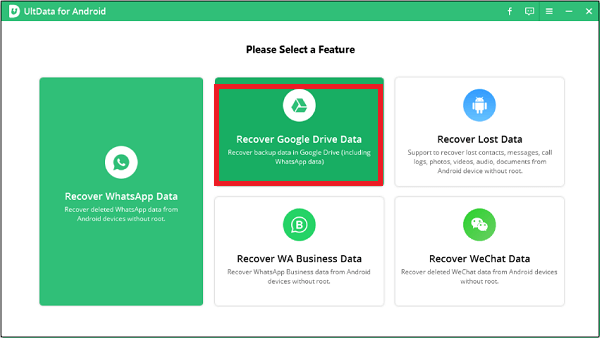 UltData for Android
Please Select a Feature
Recover WhatsApp Data
Recover deleted WhatsApp data from
Android devices without root.
Recover Google Drive Data
Recover backup data in Google Drive (including
WhatsApp data)
Recover Lost Data
Support to recover lost contacts, messages, call
logs, photos, videos, audio, documents from
Android device without root.
Recover WA Business Data
Recover WhatsApp Business data from Android
devices without root.
Recover WeChat Data
Recover deleted WeChat data from Android devices
without root.